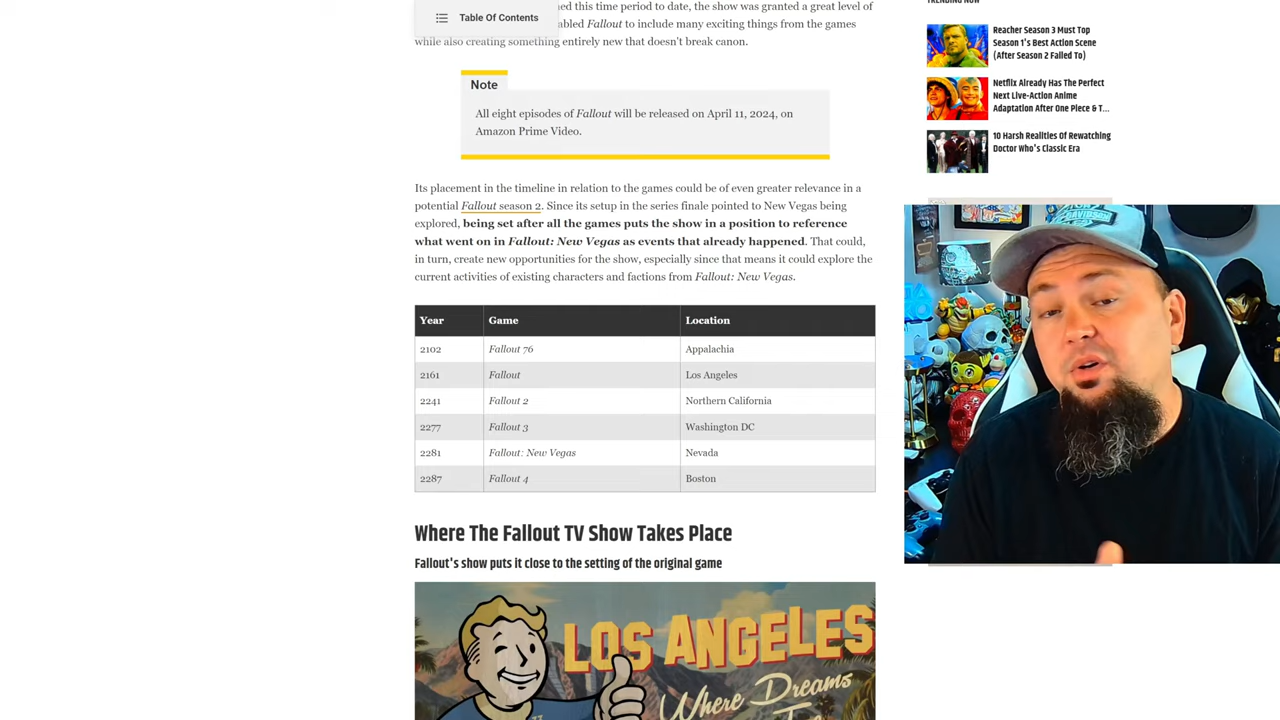 ed this time period to date, the show was granted a great level of
Table Of Contents
abled Fallout to include many exciting things from the games
while also creating something entirely new that doesn't break canon.
Note
All eight episodes of Fallout will be released on April 11, 2024, on
Amazon Prime Video.
Its placement in the timeline in relation to the games could be of even greater relevance in a
potential Fallout season 2. Since its setup in the series finale pointed to New Vegas being
explored, being set after all the games puts the show in a position to reference
what went on in Fallout: New Vegas as events that already happened. That could,
in turn, create new opportunities for the show, especially since that means it could explore the
current activities of existing characters and factions from Fallout: New Vegas.
Year Game Location
2102 Fallout 76 Appalachia
2161 Fallout Los Angeles
2241 Fallout 2 Northern California
2277 Fallout 3 Washington DC
2281 Fallout: New Vegas Nevada
2287 Fallout 4 Boston
Where The Fallout TV Show Takes Place
Fallout's show puts it close to the setting of the original game
LOS ANGELES
Where Dreams
TRENDING NOW
Reacher Season 3 Must Top
Season 1's Best Action Scene
(After Season 2 Failed To)
Netflix Already Has The Perfect
Next Live-Action Anime
Adaptation After One Piece & T...
10 Harsh Realities Of Rewatching
Doctor Who's Classic Era